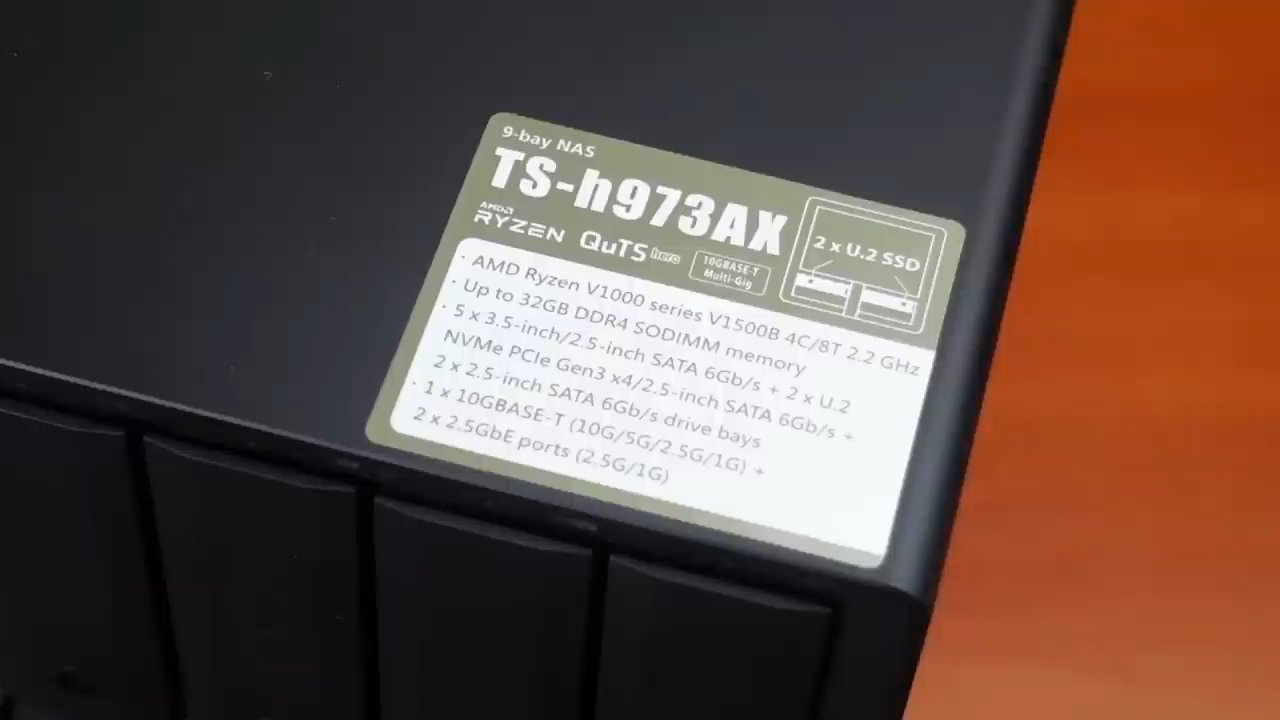 9-bay NAS
TS-h973AX
AMD
RYZEN QuTS hero 10GBASE-T Multi-Gig
2 x U.2 SSD
· AMD Ryzen V1000 series V1500B 4C/8T 2.2 GHz
· Up to 32GB DDR4 SODIMM memory
· 5 x 3.5-inch/2.5-inch SATA 6Gb/s + 2 x U.2
NVMe PCIe Gen3 x4/2.5-inch SATA 6Gb/s +
2 x 2.5-inch SATA 6Gb/s drive bays
· 1 x 10GBASE-T (10G/5G/2.5G/1G) +
2 x 2.5GbE ports (2.5G/1G)